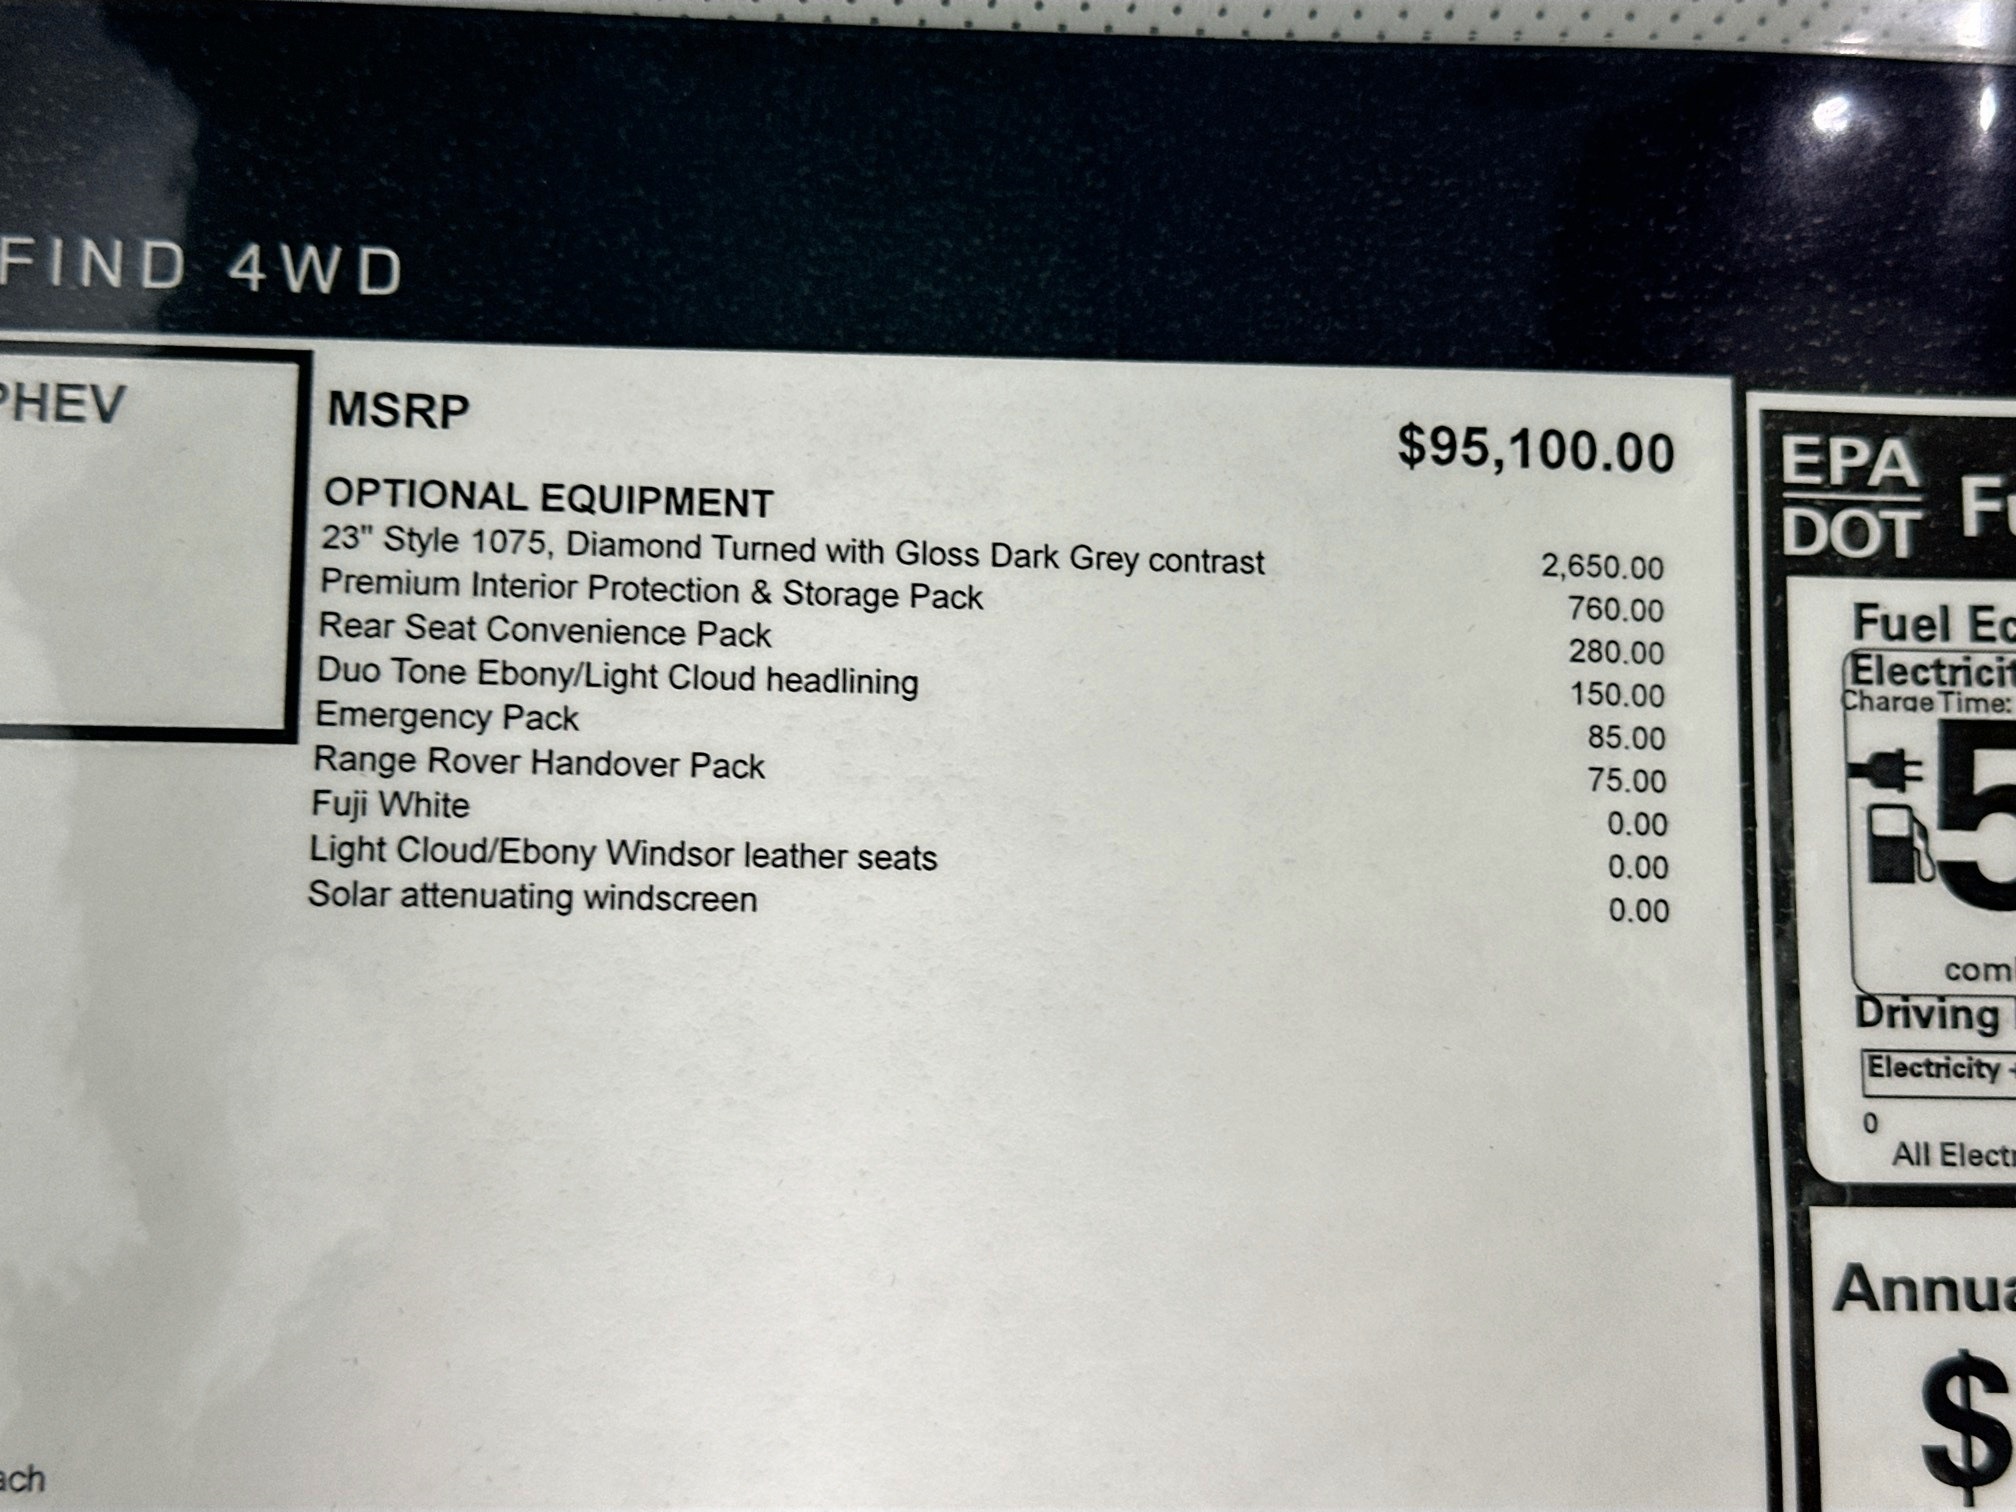 FIND 4WD
PHEV
MSRP $95,100.00
OPTIONAL EQUIPMENT
23" Style 1075, Diamond Turned with Gloss Dark Grey contrast 2,650.00
Premium Interior Protection & Storage Pack 760.00
Rear Seat Convenience Pack 280.00
Duo Tone Ebony/Light Cloud headlining 150.00
Emergency Pack 85.00
Range Rover Handover Pack 75.00
Fuji White 0.00
Light Cloud/Ebony Windsor leather seats 0.00
Solar attenuating windscreen 0.00
ach
EPA
DOT
Fu
Fuel Ec
Electricit
Charge Time:
5
com
Driving
Electricity +
0
All Electr
Annua
$